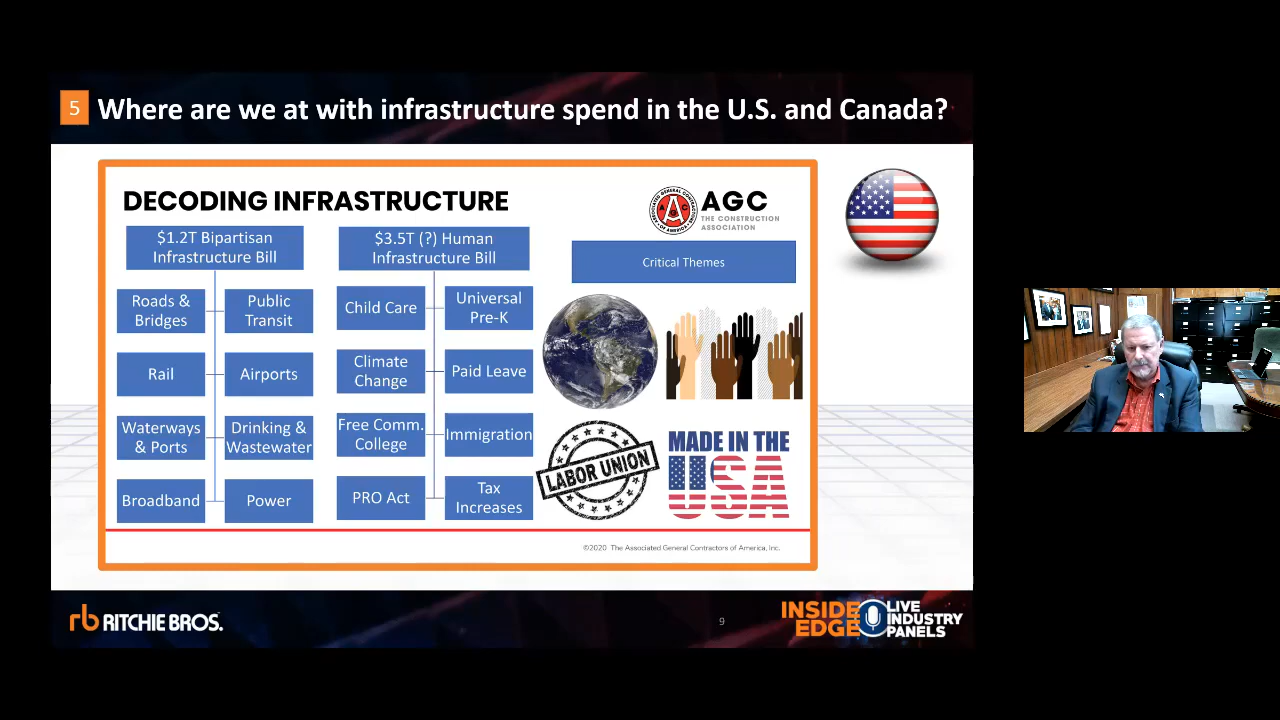 5 Where are we at with infrastructure spend in the U.S. and Canada?
DECODING INFRASTRUCTURE
AGC
THE CONSTRUCTION
ASSOCIATION
$1.2T Bipartisan
Infrastructure Bill
Roads &
Bridges
Public
Transit
Rail
Airports
Waterways
& Ports
Drinking &
Wastewater
Broadband
Power
$3.5T (?) Human
Infrastructure Bill
Child Care
Universal
Pre-K
Climate
Change
Paid Leave
Free Comm.
College
Immigration
PRO Act
Tax
Increases
Critical Themes
LABOR UNION
MADE IN THE
USA
©2020 The Associated General Contractors of America, Inc.
rb RITCHIE BROS.
9
INSIDE
EDGE
LIVE
INDUSTRY
PANELS